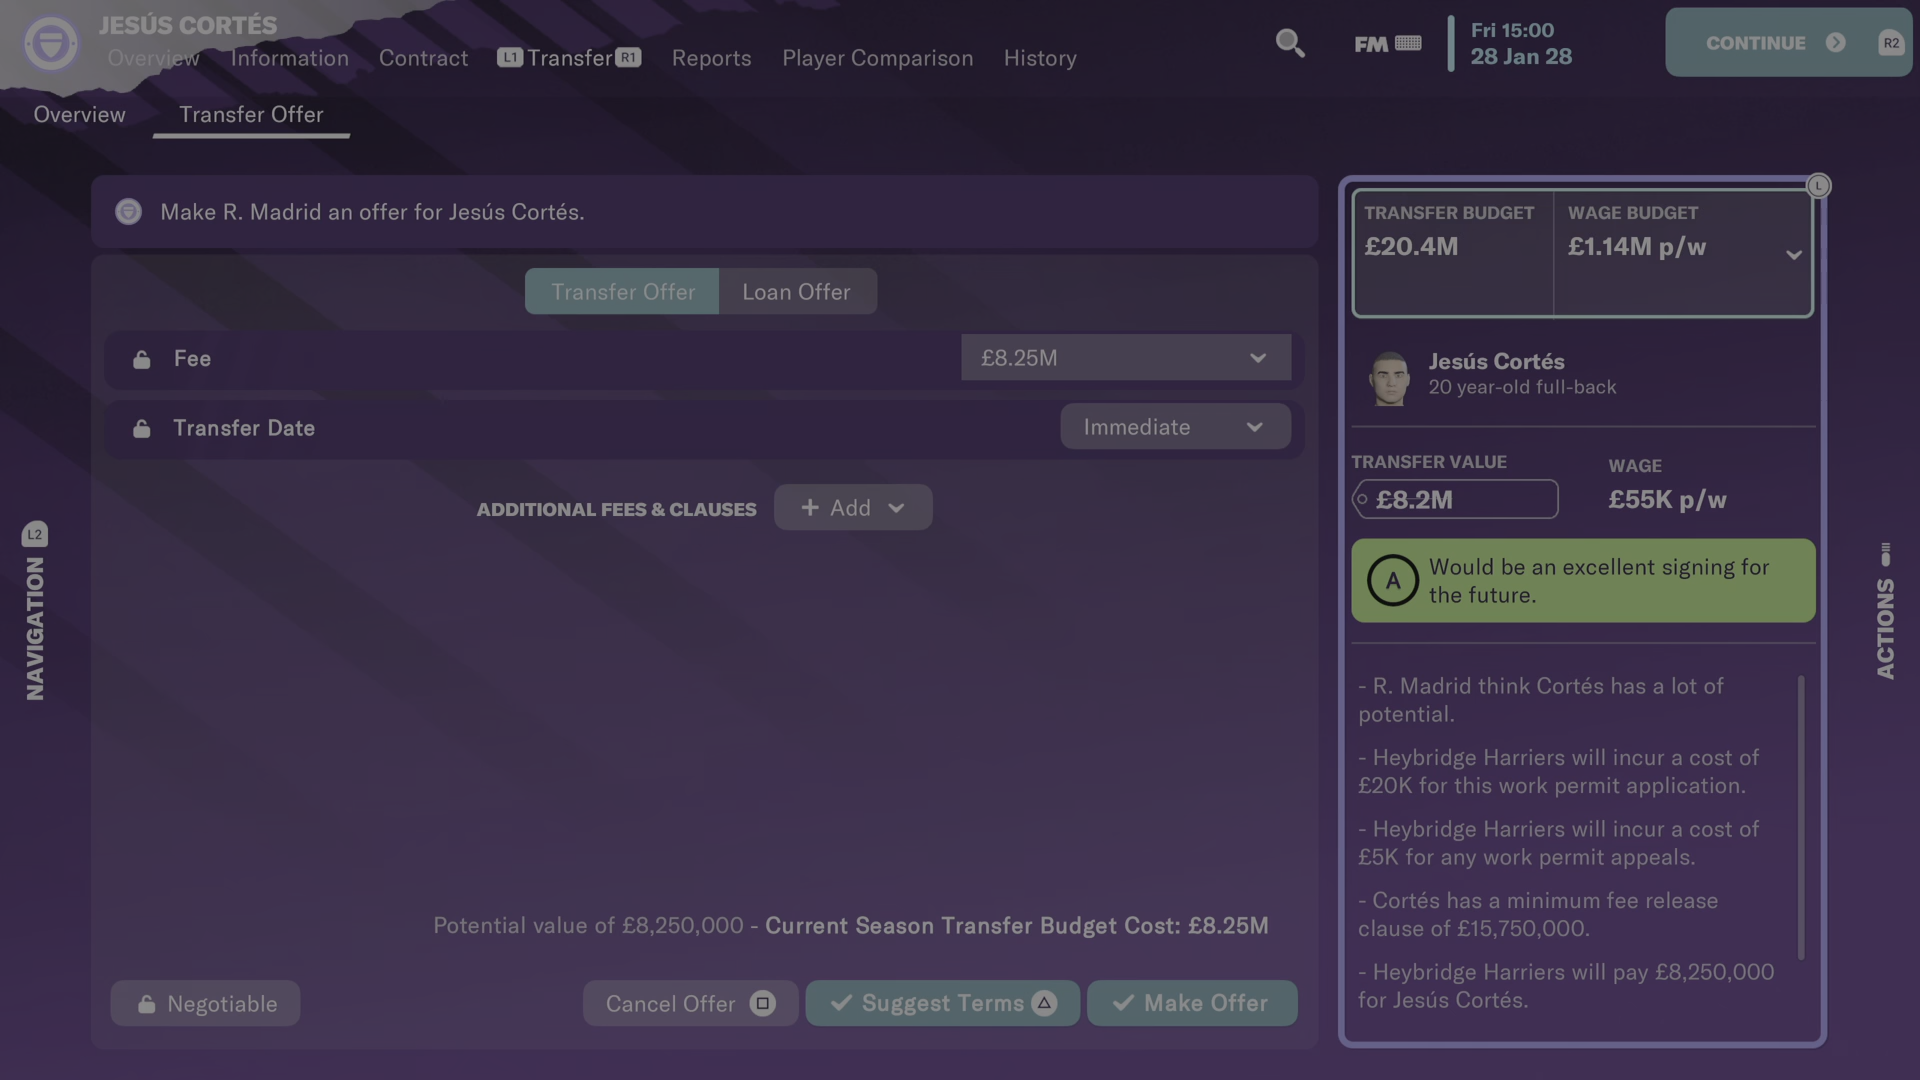 JESÚS CORTÉS
Overview Information Contract L1 Transfer R1 Reports Player Comparison History
FM
Fri 15:00
28 Jan 28
CONTINUE R2
Overview Transfer Offer
Make R. Madrid an offer for Jesús Cortés.
Transfer Offer Loan Offer
Fee £8.25M
Transfer Date Immediate
ADDITIONAL FEES & CLAUSES + Add
Potential value of £8,250,000 - Current Season Transfer Budget Cost: £8.25M
Negotiable Cancel Offer Suggest Terms Make Offer
L2
NAVIGATION
L
TRANSFER BUDGET WAGE BUDGET
£20.4M £1.14M p/w
Jesús Cortés
20 year-old full-back
TRANSFER VALUE WAGE
£8.2M £55K p/w
A
Would be an excellent signing for
the future.
- R. Madrid think Cortés has a lot of
potential.
- Heybridge Harriers will incur a cost of
£20K for this work permit application.
- Heybridge Harriers will incur a cost of
£5K for any work permit appeals.
- Cortés has a minimum fee release
clause of £15,750,000.
- Heybridge Harriers will pay £8,250,000
for Jesús Cortés.
ACTIONS